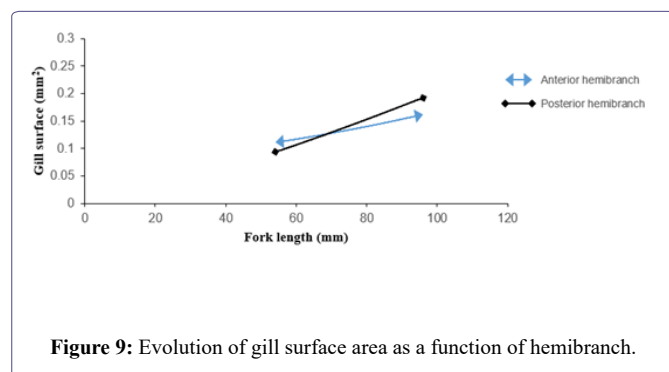 0.3
0.25
0.2
0.15
0.1
0.05
0
Gill surface (mm²)
0 20 40 60 80 100 120
Fork length (mm)
Anterior hemibranch
Posterior hemibranch
Figure 9: Evolution of gill surface area as a function of hemibranch.